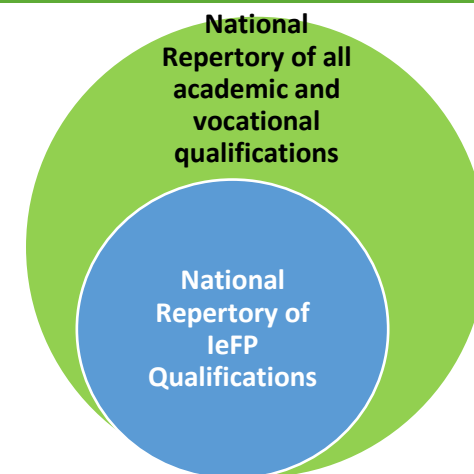 National
Repertory of all
academic and
vocational
qualifications
National
Repertory of
IeFP
Qualifications